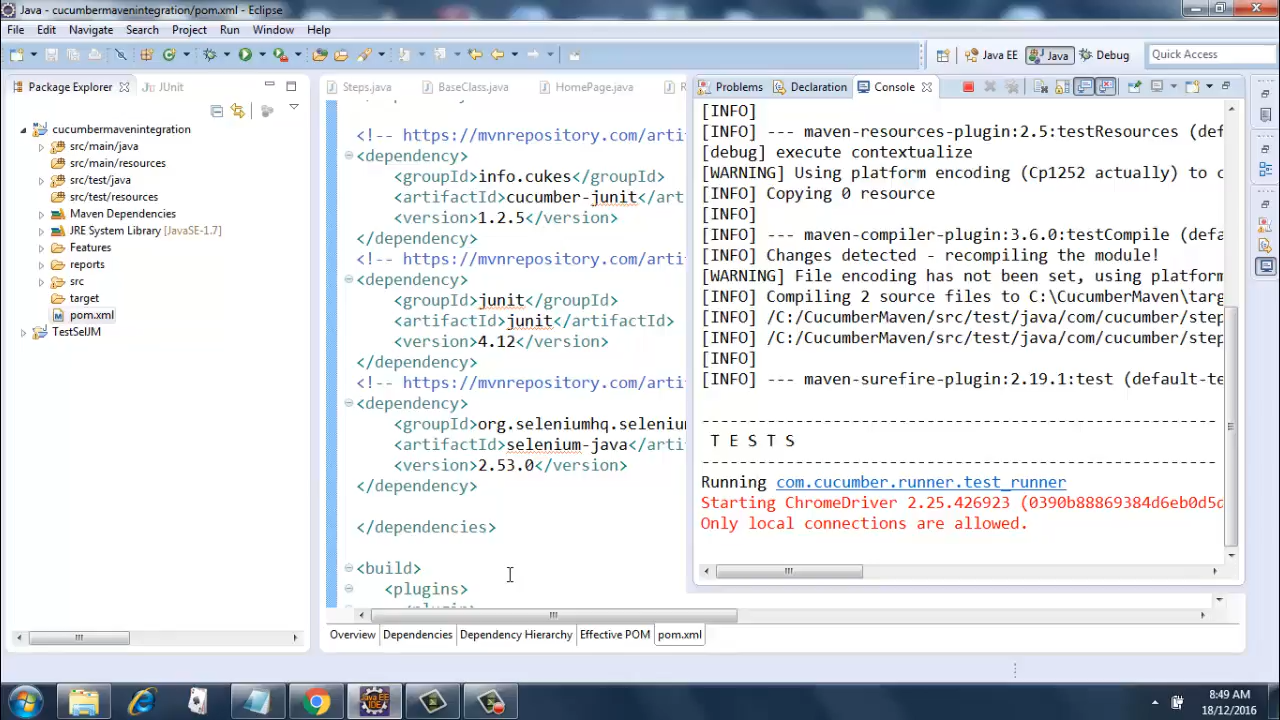 Java - cucumbermavenintegration/pom.xml - Eclipse
File Edit Navigate Search Project Run Window Help
Java EE Java Debug Quick Access
Package Explorer JUnit
cucumbermavenintegration
src/main/java
src/main/resources
src/test/java
src/test/resources
Maven Dependencies
JRE System Library [JavaSE-1.7]
Features
reports
src
target
pom.xml
TestSelJM
Steps.java BaseClass.java HomePage.java
<!-- https://mvnrepository.com/arti
<dependency>
<groupId>info.cukes</groupId>
<artifactId>cucumber-junit</art
<version>1.2.5</version>
</dependency>
<!-- https://mvnrepository.com/arti
<dependency>
<groupId>junit</groupId>
<artifactId>junit</artifactId>
<version>4.12</version>
</dependency>
<!-- https://mvnrepository.com/arti
<dependency>
<groupId>org.seleniumhq.seleniu
<artifactId>selenium-java</arti
<version>2.53.0</version>
</dependency>
</dependencies>
<build>
<plugins>
Overview Dependencies Dependency Hierarchy Effective POM pom.xml
Problems Declaration Console
[INFO]
[INFO] --- maven-resources-plugin:2.5:testResources (def
[debug] execute contextualize
[WARNING] Using platform encoding (Cp1252 actually) to c
[INFO] Copying 0 resource
[INFO]
[INFO] --- maven-compiler-plugin:3.6.0:testCompile (defa
[INFO] Changes detected - recompiling the module!
[WARNING] File encoding has not been set, using platform
[INFO] Compiling 2 source files to C:\CucumberMaven\targ
[INFO] /C:/CucumberMaven/src/test/java/com/cucumber/step
[INFO] /C:/CucumberMaven/src/test/java/com/cucumber/step
[INFO]
[INFO] --- maven-surefire-plugin:2.19.1:test (default-te
-------------------------------------------------------
T E S T S
-------------------------------------------------------
Running com.cucumber.runner.test_runner
Starting ChromeDriver 2.25.426923 (0390b88869384d6eb0d5d
Only local connections are allowed.
8:49 AM
18/12/2016